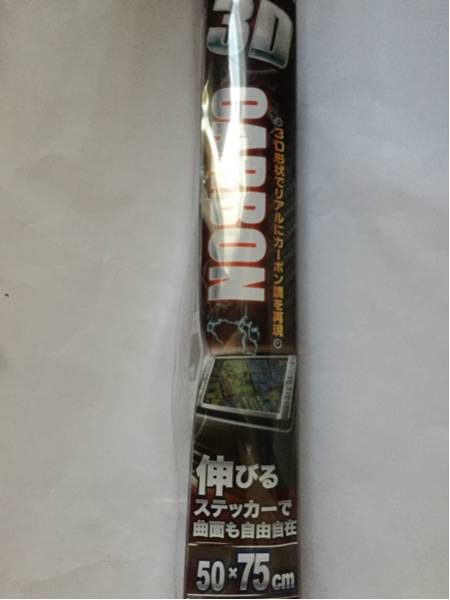 3D
CARBON
◎3D形状でリアルにカーボン調を再現◎
伸びる
ステッカーで
曲面も自由自在
50×75cm